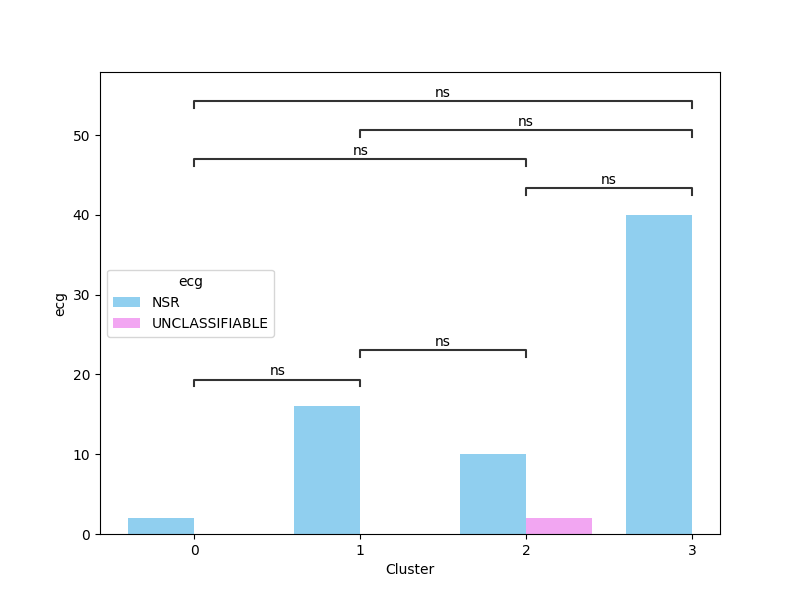 ns
ns
ns
ns
ns
ns
50
40
30
20
10
0
ecg
ecg
NSR
UNCLASSIFIABLE
0
1
2
3
Cluster